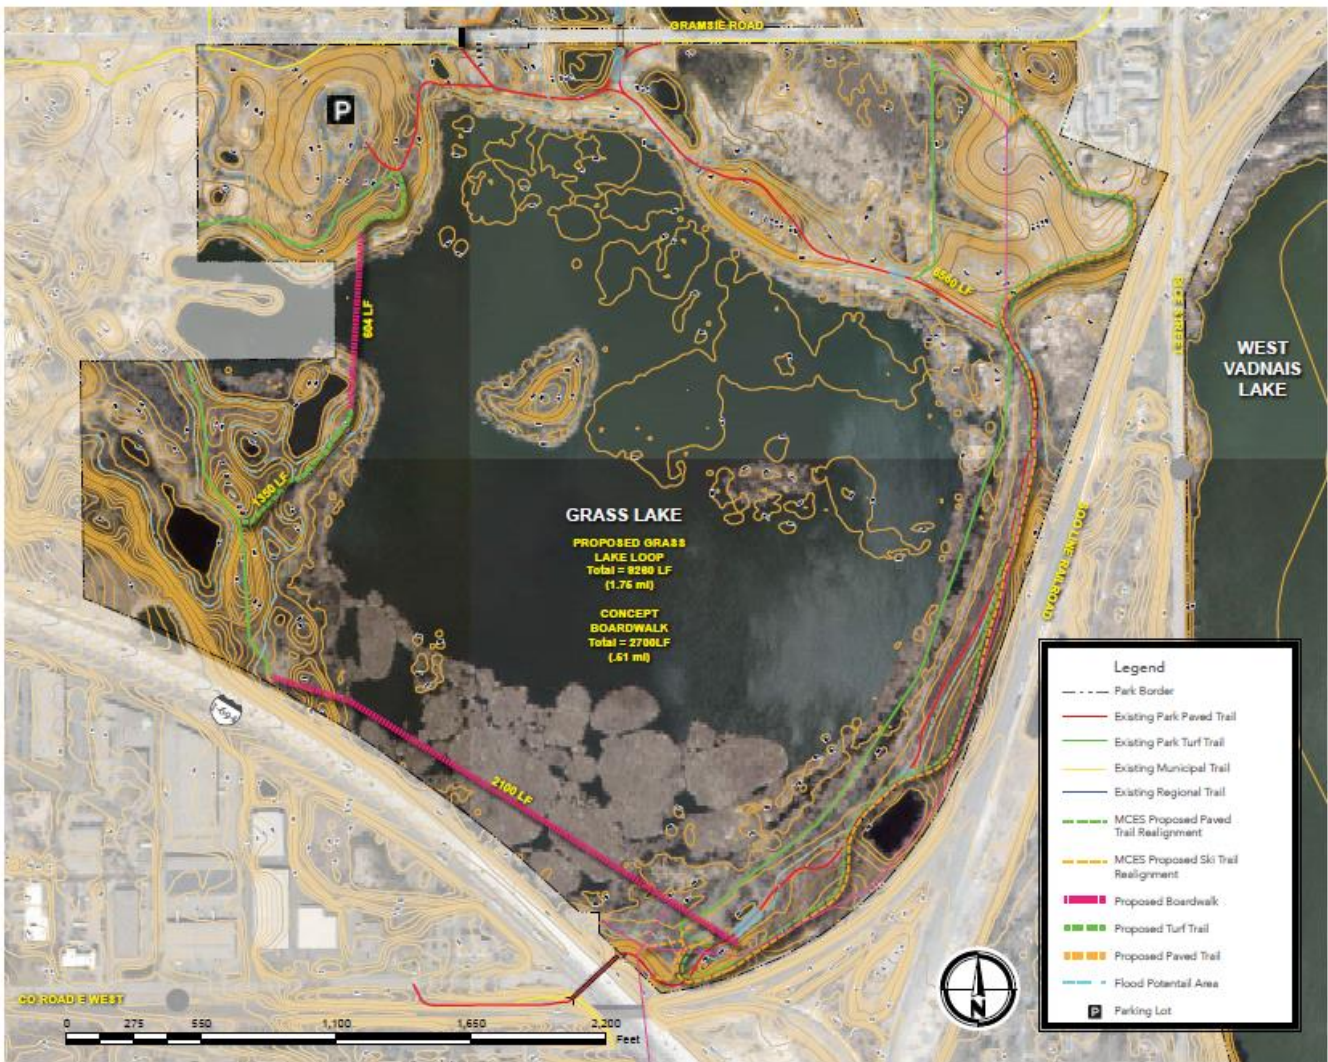 GRAMSIE ROAD
P
604 LF
6560 LF
RICE STREET
WEST
VADNAIS
LAKE
1350 LF
GRASS LAKE
PROPOSED GRASS
LAKE LOOP
Total = 9260 LF
(1.75 mi)
CONCEPT
BOARDWALK
Total = 2700LF
(.51 mi)
SOO LINE RAILROAD
I-694
2100 LF
Legend
Park Border
Existing Park Paved Trail
Existing Park Turf Trail
Existing Municipal Trail
Existing Regional Trail
MCES Proposed Paved
Trail Realignment
MCES Proposed Ski Trail
Realignment
Proposed Boardwalk
Proposed Turf Trail
Proposed Paved Trail
Flood Potentail Area
P Parking Lot
N
CO ROAD E WEST
0 275 550 1,100 1,650 2,200
Feet